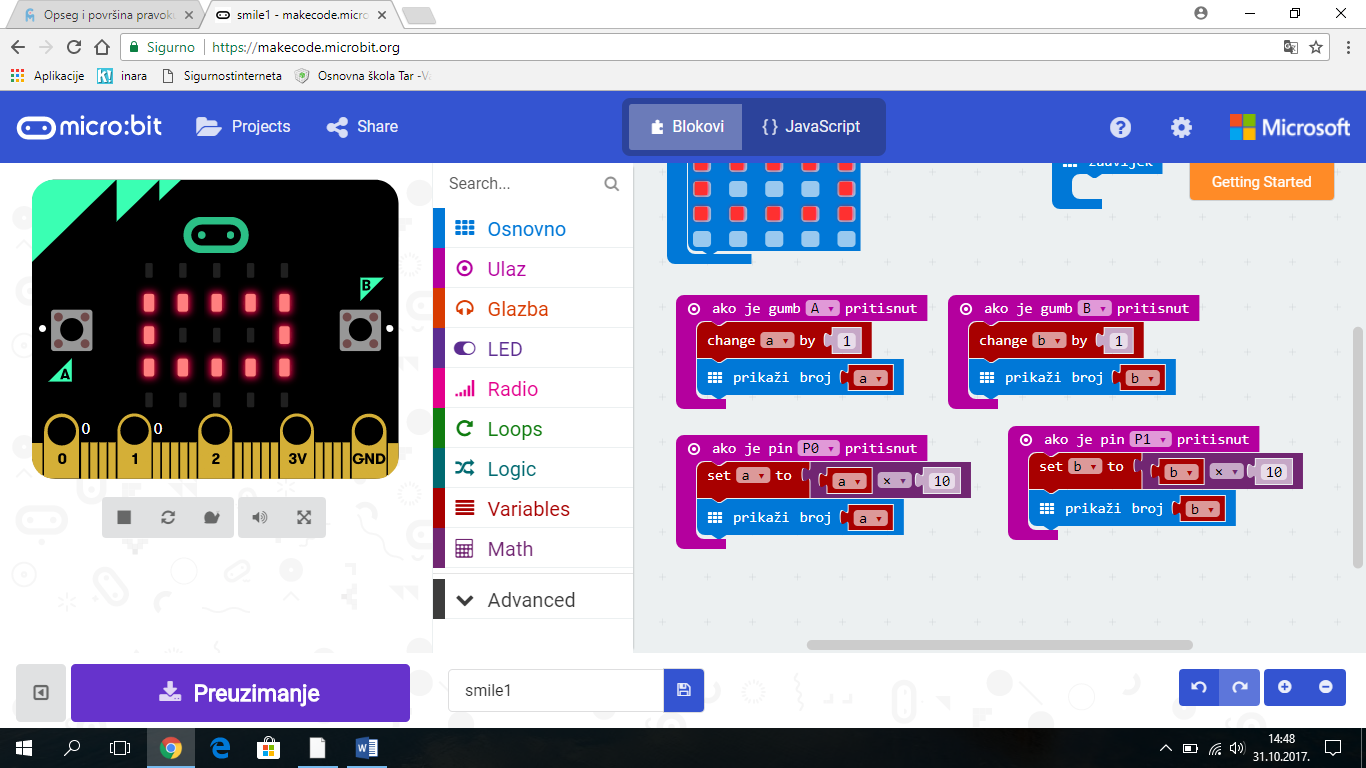 Opseg i površina pravoku
smile1 - makecode.micro
Sigurno https://makecode.microbit.org
Aplikacije inara Sigurnostinterneta Osnovna škola Tar -Va
micro:bit Projects Share Blokovi {} JavaScript ? Microsoft
Search...
Getting Started
Osnovno
Ulaz
Glazba
LED
Radio
Loops
Logic
Variables
Math
Advanced
B
A
0 0
0 1 2 3V GND
ako je gumb A pritisnut
change a by 1
prikaži broj a
ako je gumb B pritisnut
change b by 1
prikaži broj b
ako je pin P0 pritisnut
set a to a × 10
prikaži broj a
ako je pin P1 pritisnut
set b to b × 10
prikaži broj b
Preuzimanje
smile1
14:48
31.10.2017.